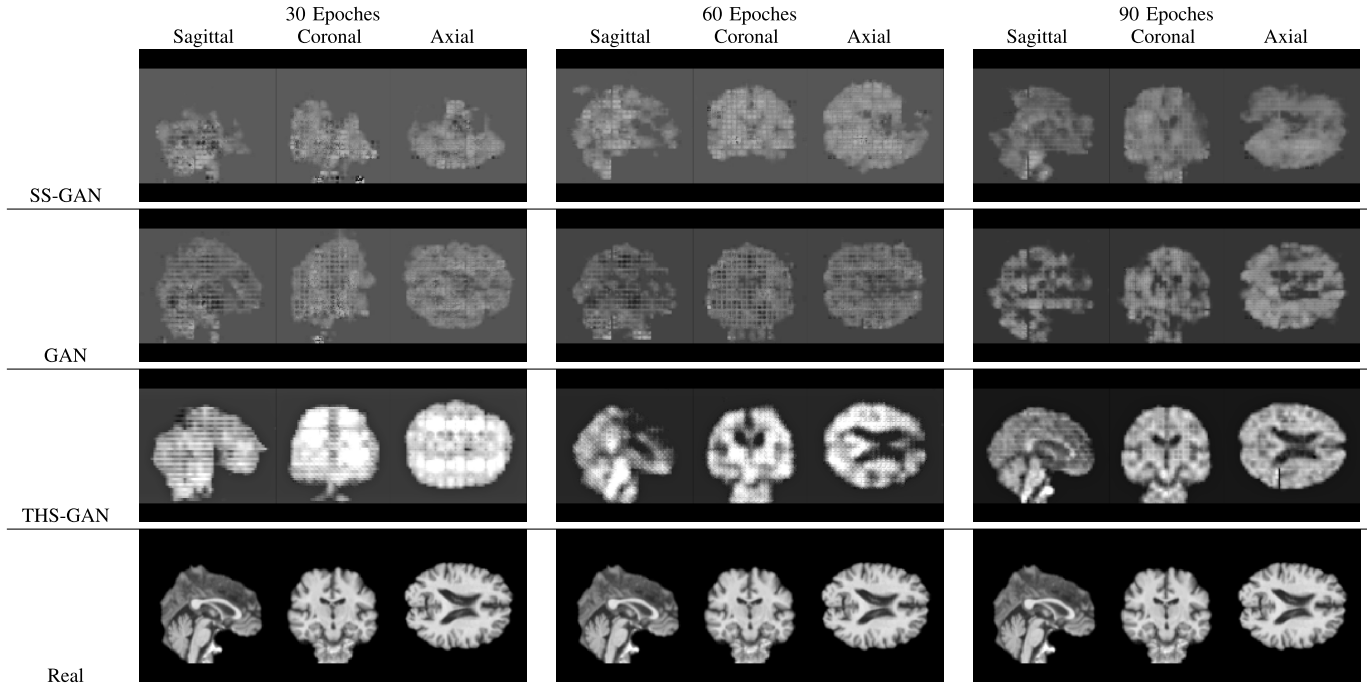 30 Epoches 60 Epoches 90 Epoches
Sagittal Coronal Axial Sagittal Coronal Axial Sagittal Coronal Axial
SS-GAN
GAN
THS-GAN
Real